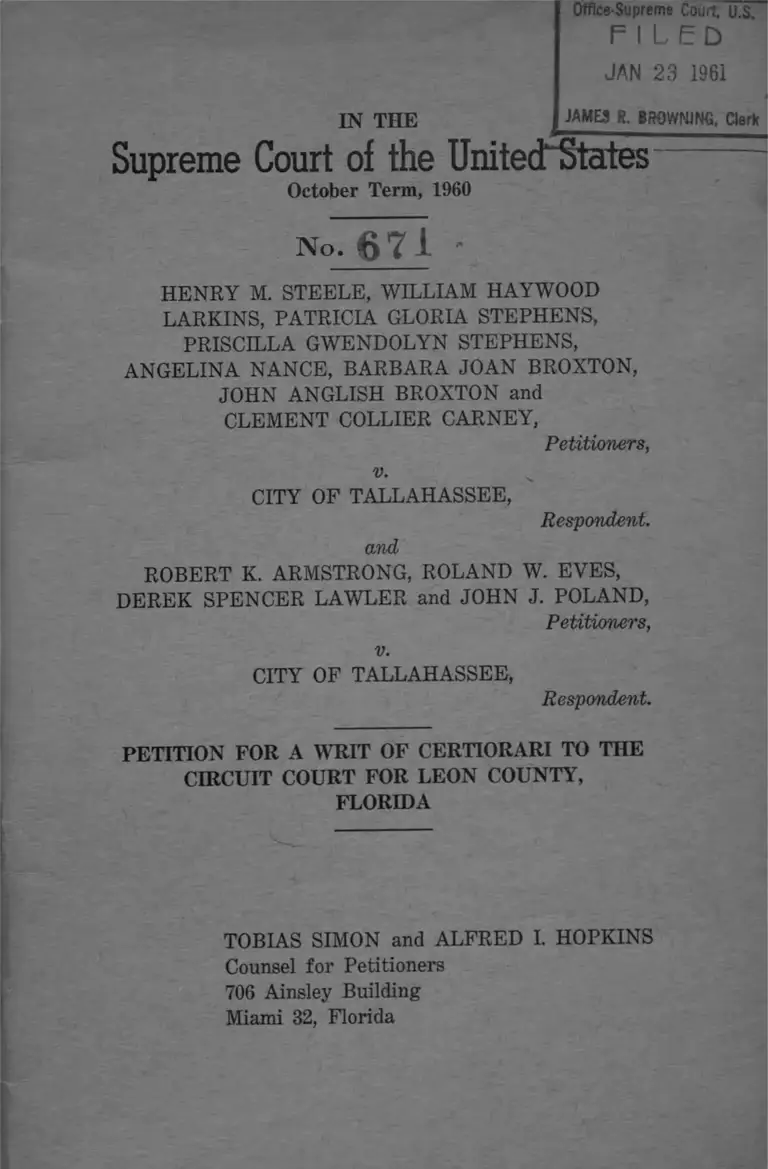 Office-Supreme Court, U.S.
FILED
JAN 23 1961
JAMES R. BROWNING, Clerk
IN THE
Supreme Court of the United States
October Term, 1960
No. 671
HENRY M. STEELE, WILLIAM HAYWOOD
LARKINS, PATRICIA GLORIA STEPHENS,
PRISCILLA GWENDOLYN STEPHENS,
ANGELINA NANCE, BARBARA JOAN BROXTON,
JOHN ANGLISH BROXTON and
CLEMENT COLLIER CARNEY,
Petitioners,
v.
CITY OF TALLAHASSEE,
Respondent.
and
ROBERT K. ARMSTRONG, ROLAND W. EVES,
DEREK SPENCER LAWLER and JOHN J. POLAND,
Petitioners,
v.
CITY OF TALLAHASSEE,
Respondent.
PETITION FOR A WRIT OF CERTIORARI TO THE
CIRCUIT COURT FOR LEON COUNTY,
FLORIDA
TOBIAS SIMON and ALFRED I. HOPKINS
Counsel for Petitioners
706 Ainsley Building
Miami 32, Florida